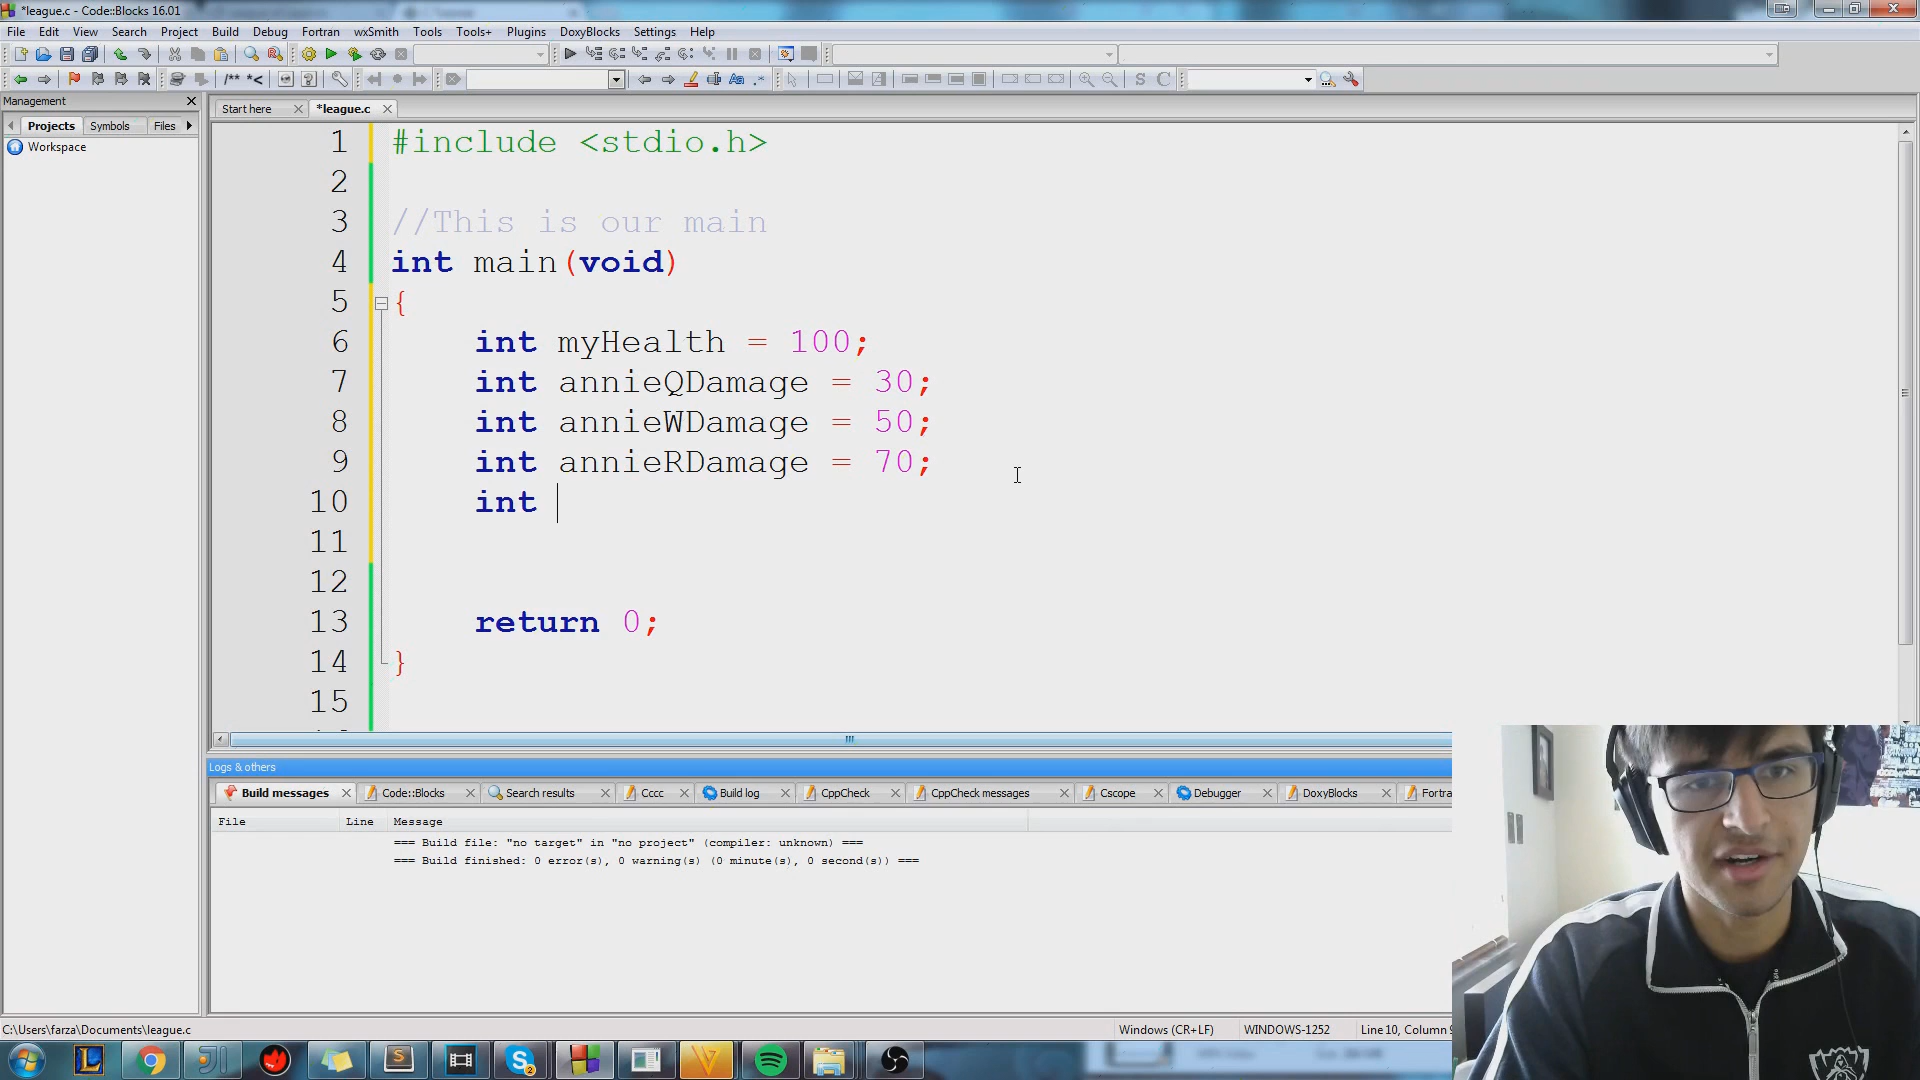 *league.c - Code::Blocks 16.01
File Edit View Search Project Build Debug Fortran wxSmith Tools Tools+ Plugins DoxyBlocks Settings Help
/** *<
Management
Projects Symbols Files
Workspace
Start here *league.c
1 #include <stdio.h>
2
3 //This is our main
4 int main(void)
5 {
6 int myHealth = 100;
7 int annieQDamage = 30;
8 int annieWDamage = 50;
9 int annieRDamage = 70;
10 int
11
12
13 return 0;
14 }
15
Logs & others
Build messages Code::Blocks Search results Cccc Build log CppCheck CppCheck messages Cscope Debugger DoxyBlocks Fortra
File Line Message
=== Build file: "no target" in "no project" (compiler: unknown) ===
=== Build finished: 0 error(s), 0 warning(s) (0 minute(s), 0 second(s)) ===
C:\Users\farza\Documents\league.c Windows (CR+LF) WINDOWS-1252 Line 10, Column